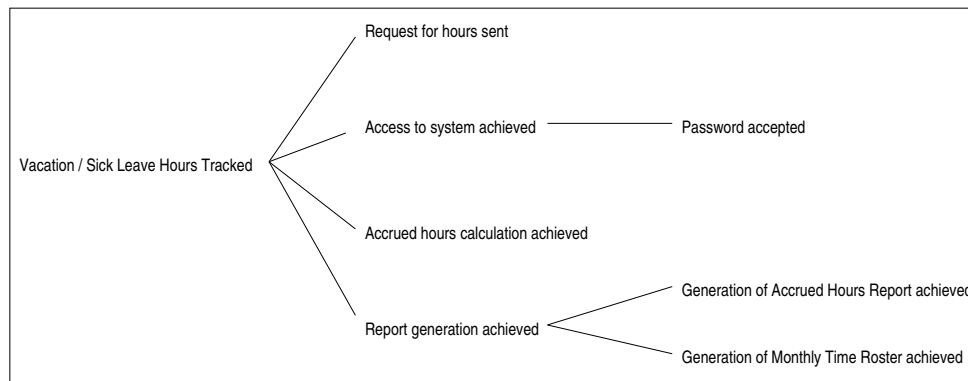 Request for hours sent
Access to system achieved
Password accepted
Vacation / Sick Leave Hours Tracked
Accrued hours calculation achieved
Generation of Accrued Hours Report achieved
Report generation achieved
Generation of Monthly Time Roster achieved